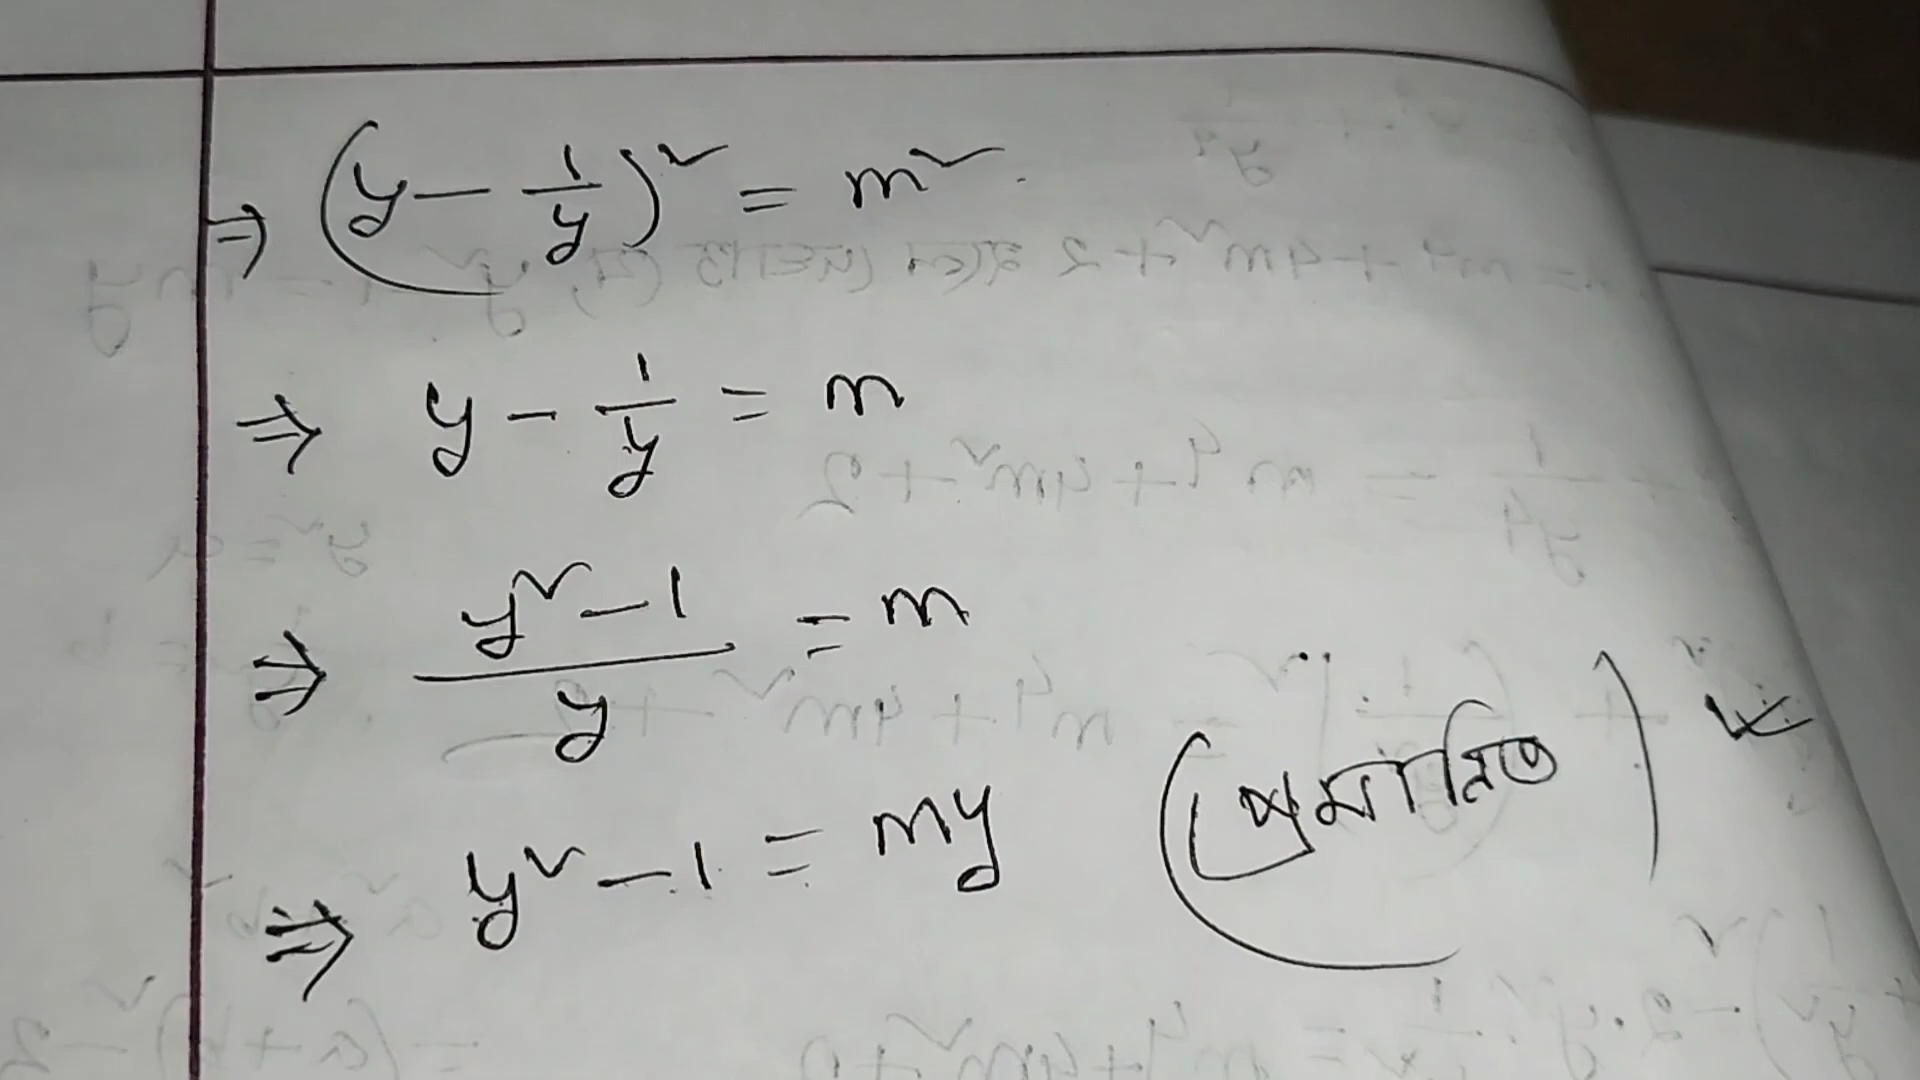 ⇒ (y - 1/y)² = m²
⇒ y - 1/y = m
⇒ (y² - 1)/y = m
⇒ y² - 1 = my (প্রমানিত)